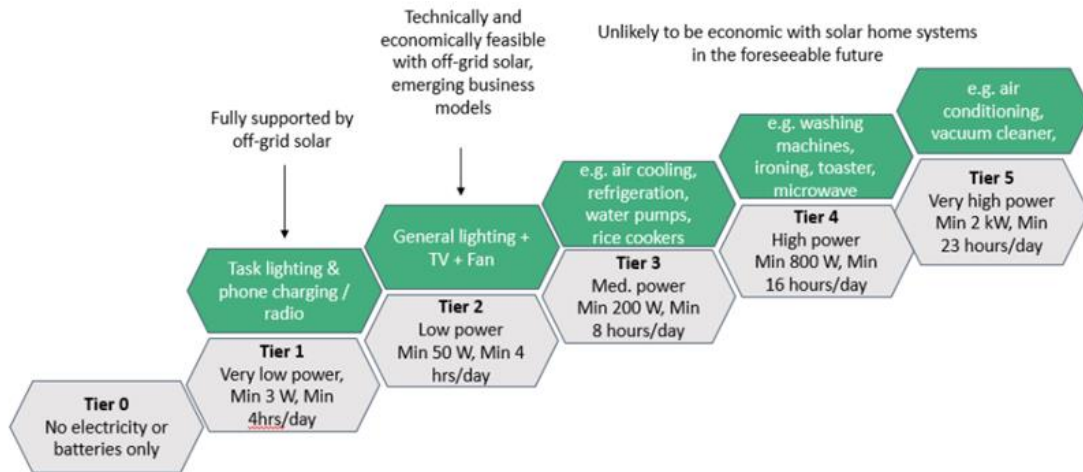 Technically and
economically feasible
with off-grid solar,
emerging business
models
Unlikely to be economic with solar home systems
in the foreseeable future
Fully supported by
off-grid solar
e.g. air
conditioning,
vacuum cleaner,
e.g. washing
machines,
ironing, toaster,
microwave
e.g. air cooling,
refrigeration,
water pumps,
rice cookers
General lighting +
TV + Fan
Task lighting &
phone charging /
radio
Tier 0
No electricity or
batteries only
Tier 1
Very low power,
Min 3 W, Min
4hrs/day
Tier 2
Low power
Min 50 W, Min 4
hrs/day
Tier 3
Med. power
Min 200 W, Min
8 hours/day
Tier 4
High power
Min 800 W, Min
16 hours/day
Tier 5
Very high power
Min 2 kW, Min
23 hours/day